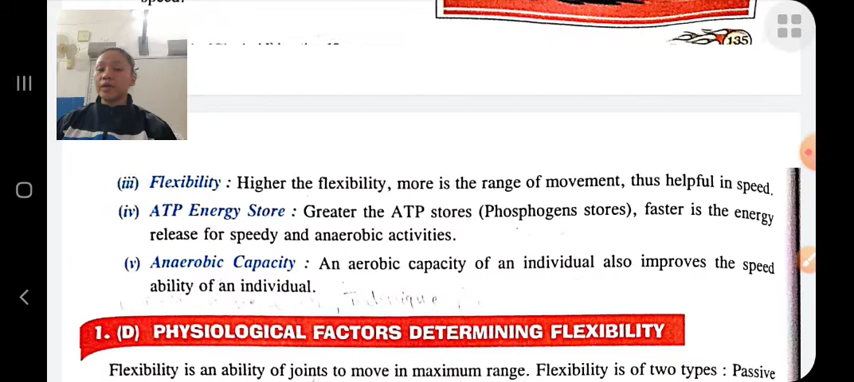 135
(iii) Flexibility : Higher the flexibility, more is the range of movement, thus helpful in speed.
(iv) ATP Energy Store : Greater the ATP stores (Phosphogens stores), faster is the energy
release for speedy and anaerobic activities.
(v) Anaerobic Capacity : An aerobic capacity of an individual also improves the speed
ability of an individual.
Technique
1. (D) PHYSIOLOGICAL FACTORS DETERMINING FLEXIBILITY
Flexibility is an ability of joints to move in maximum range. Flexibility is of two types : Passive